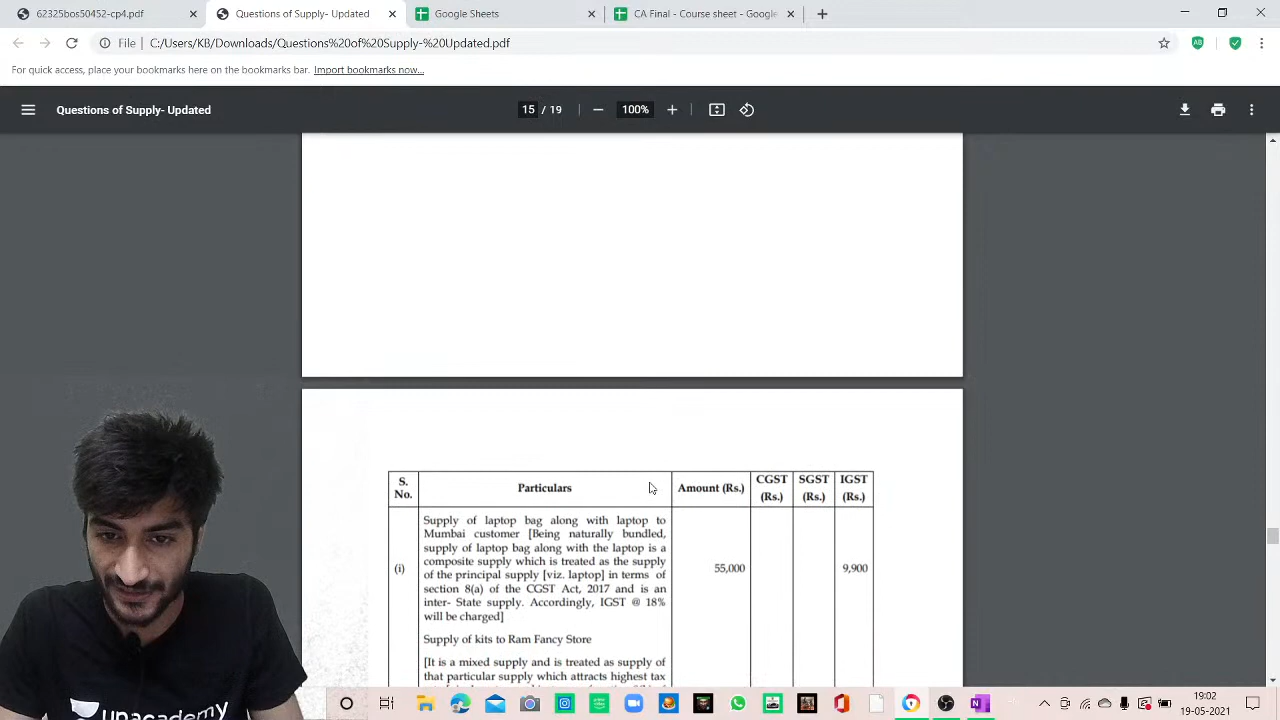 62325bos50452-cp4.pdf
Questions of Supply- Updated
Google Sheets
CA Final - Course sheet - Google
File | C:/Users/KB/Downloads/Questions%20of%20Supply-%20Updated.pdf
For quick access, place your bookmarks here on the bookmarks bar. Import bookmarks now...
Questions of Supply- Updated
15 / 19
100%
S. No.
Particulars
Amount (Rs.)
CGST (Rs.)
SGST (Rs.)
IGST (Rs.)
(i)
Supply of laptop bag along with laptop to
Mumbai customer [Being naturally bundled,
supply of laptop bag along with the laptop is a
composite supply which is treated as the supply
of the principal supply [viz. laptop] in terms of
section 8(a) of the CGST Act, 2017 and is an
inter- State supply. Accordingly, IGST @ 18%
will be charged]
55,000
9,900
Supply of kits to Ram Fancy Store
[It is a mixed supply and is treated as supply of
that particular supply which attracts highest tax
unacademy
19:02
19-05-2021